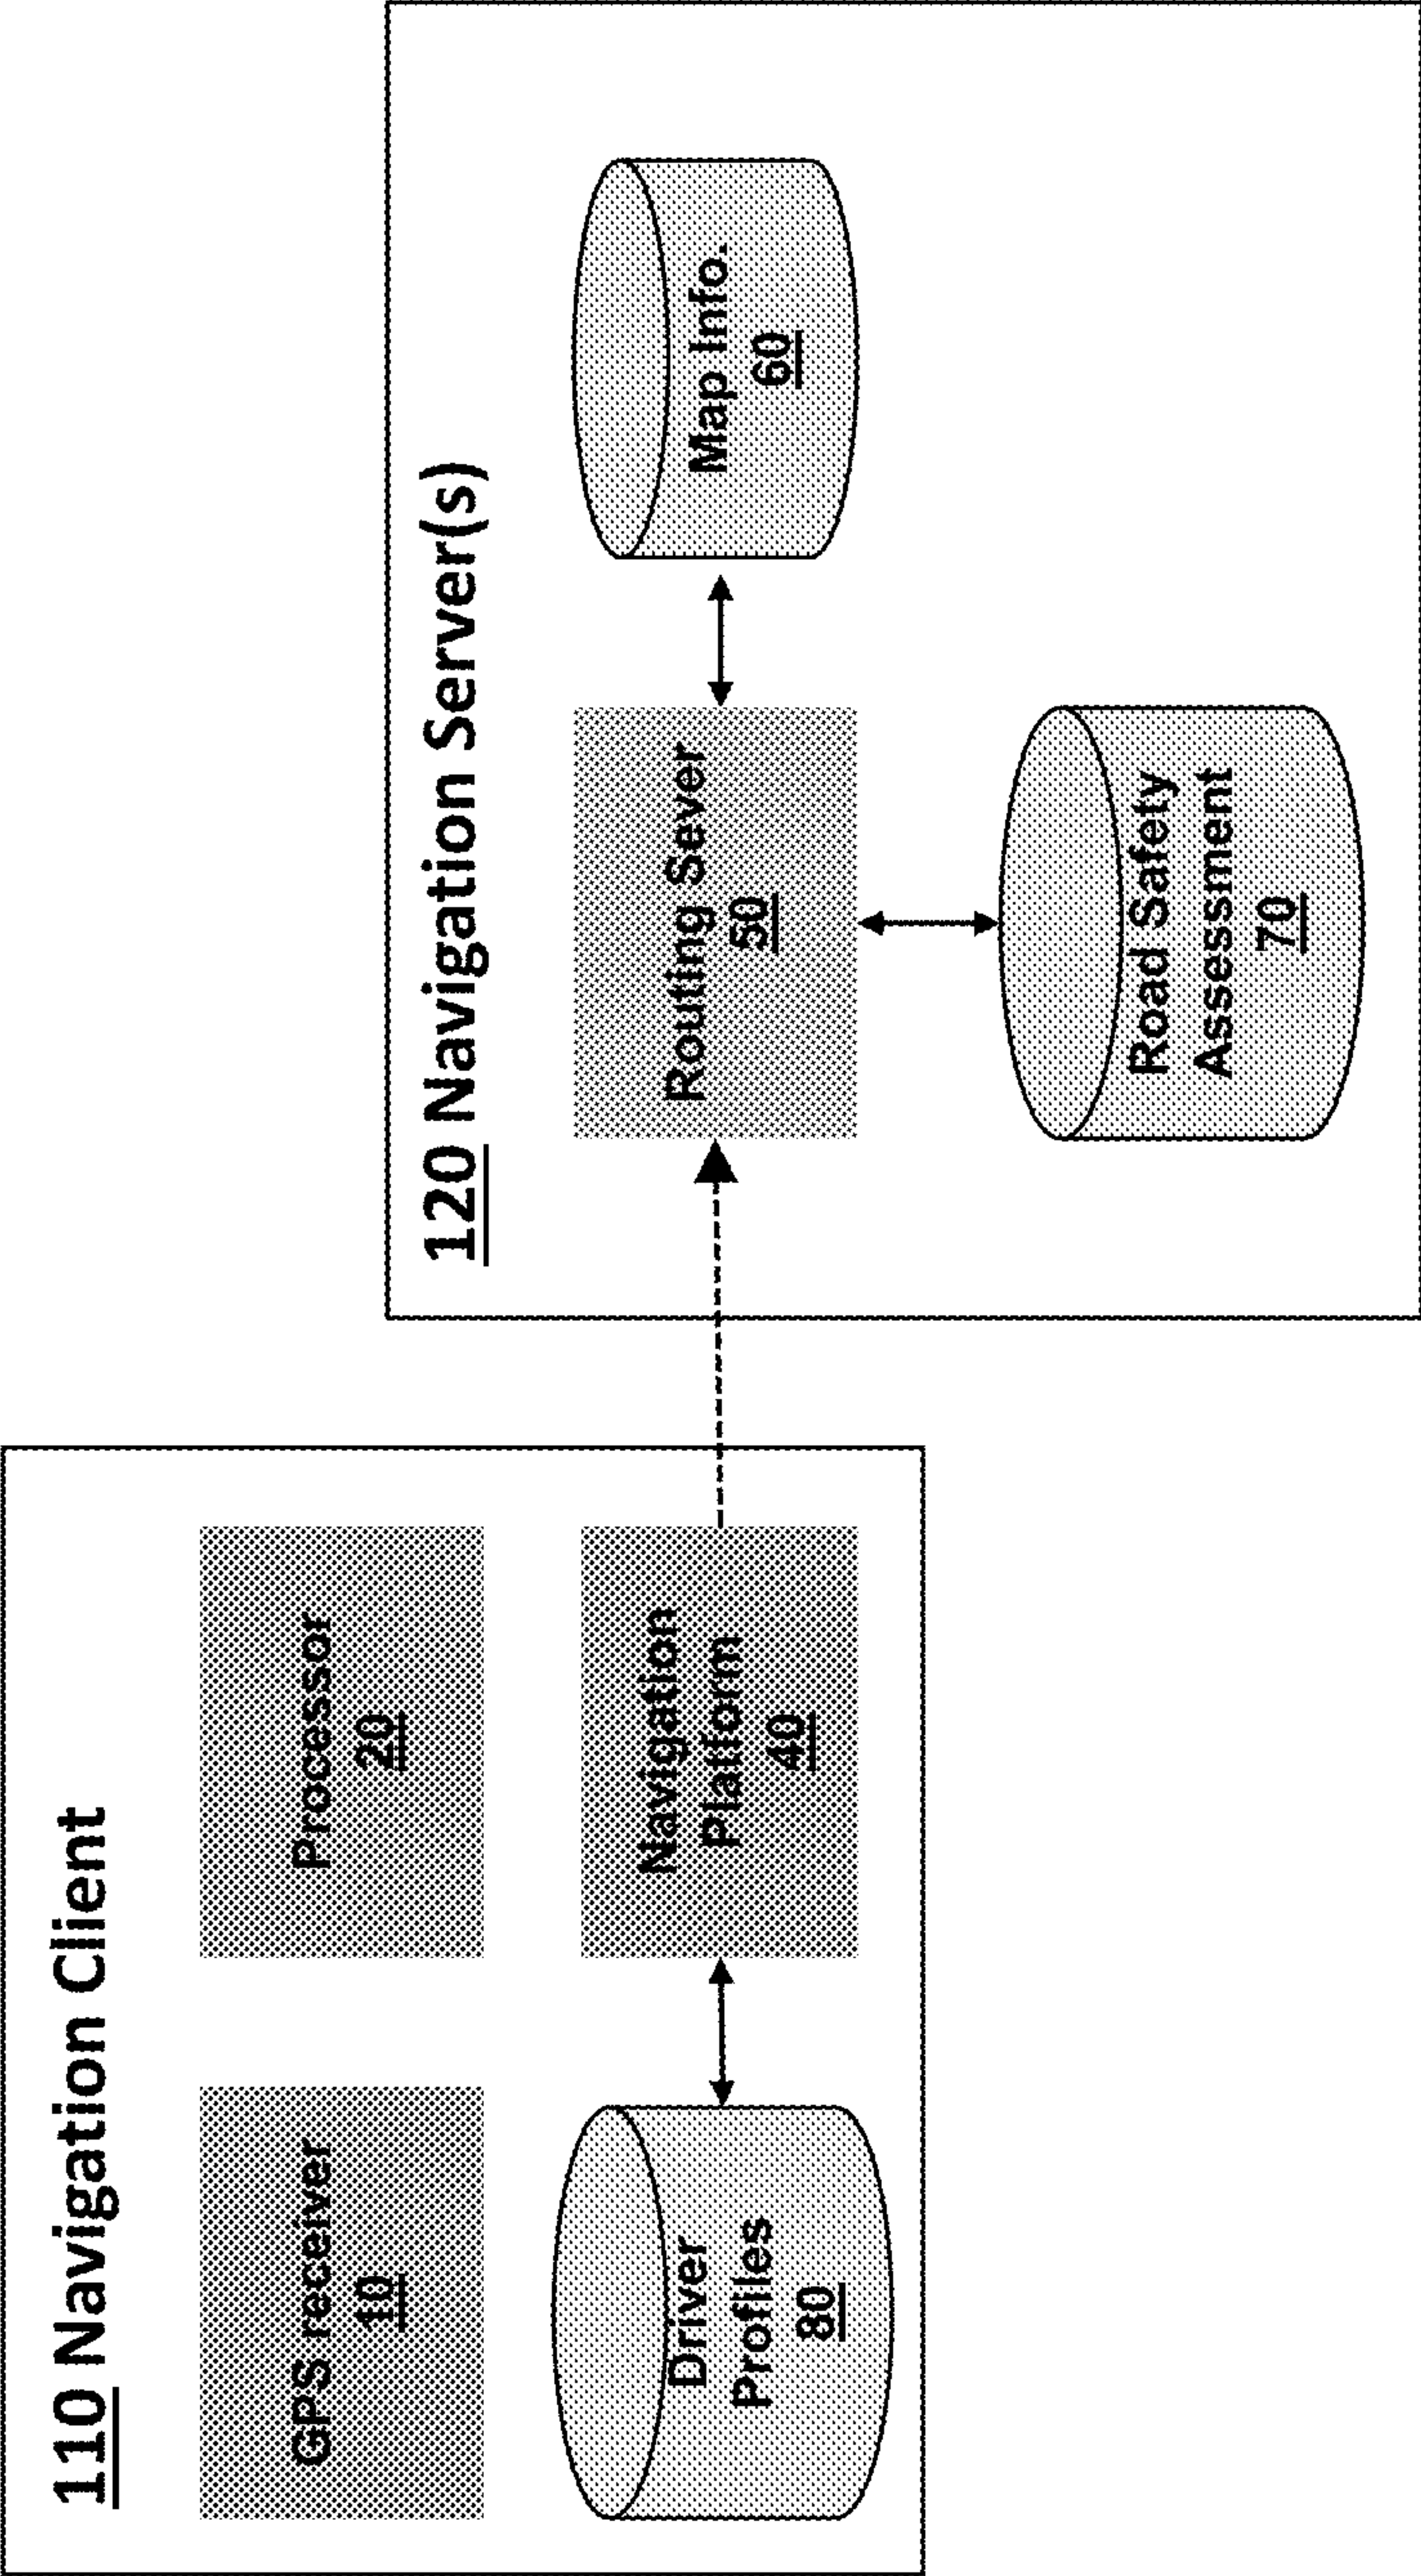 110 Navigation Client
GPS receiver
10
Processor
20
Driver
Profiles
80
Navigation
Platform
40
120 Navigation Server(s)
Routing Sever
50
Map Info.
60
Road Safety
Assessment
70